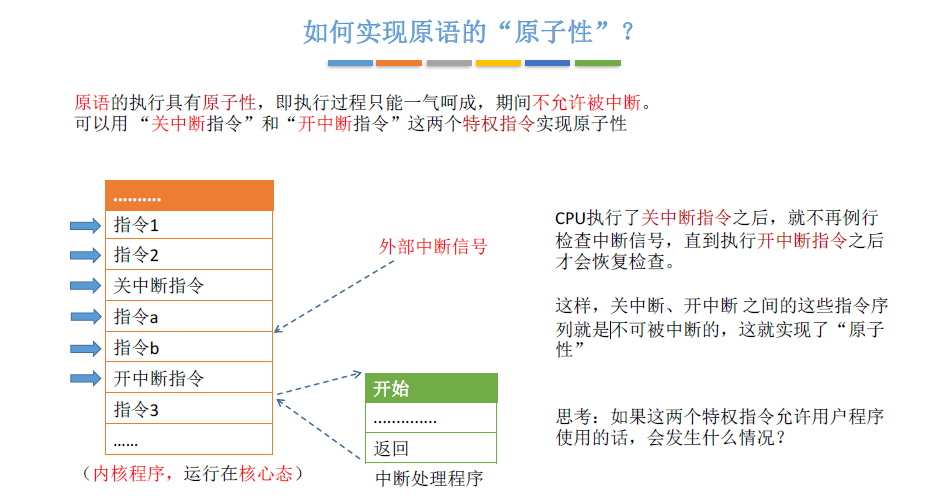 如何实现原语的“原子性”？
原语的执行具有原子性，即执行过程只能一气呵成，期间不允许被中断。
可以用 “关中断指令”和“开中断指令”这两个特权指令实现原子性
..........
指令1
指令2
关中断指令
指令a
指令b
开中断指令
指令3
......
（内核程序，运行在核心态）
外部中断信号
开始
..............
返回
中断处理程序
CPU执行了关中断指令之后，就不再例行
检查中断信号，直到执行开中断指令之后
才会恢复检查。
这样，关中断、开中断 之间的这些指令序
列就是不可被中断的，这就实现了“原子
性”
思考：如果这两个特权指令允许用户程序
使用的话，会发生什么情况？